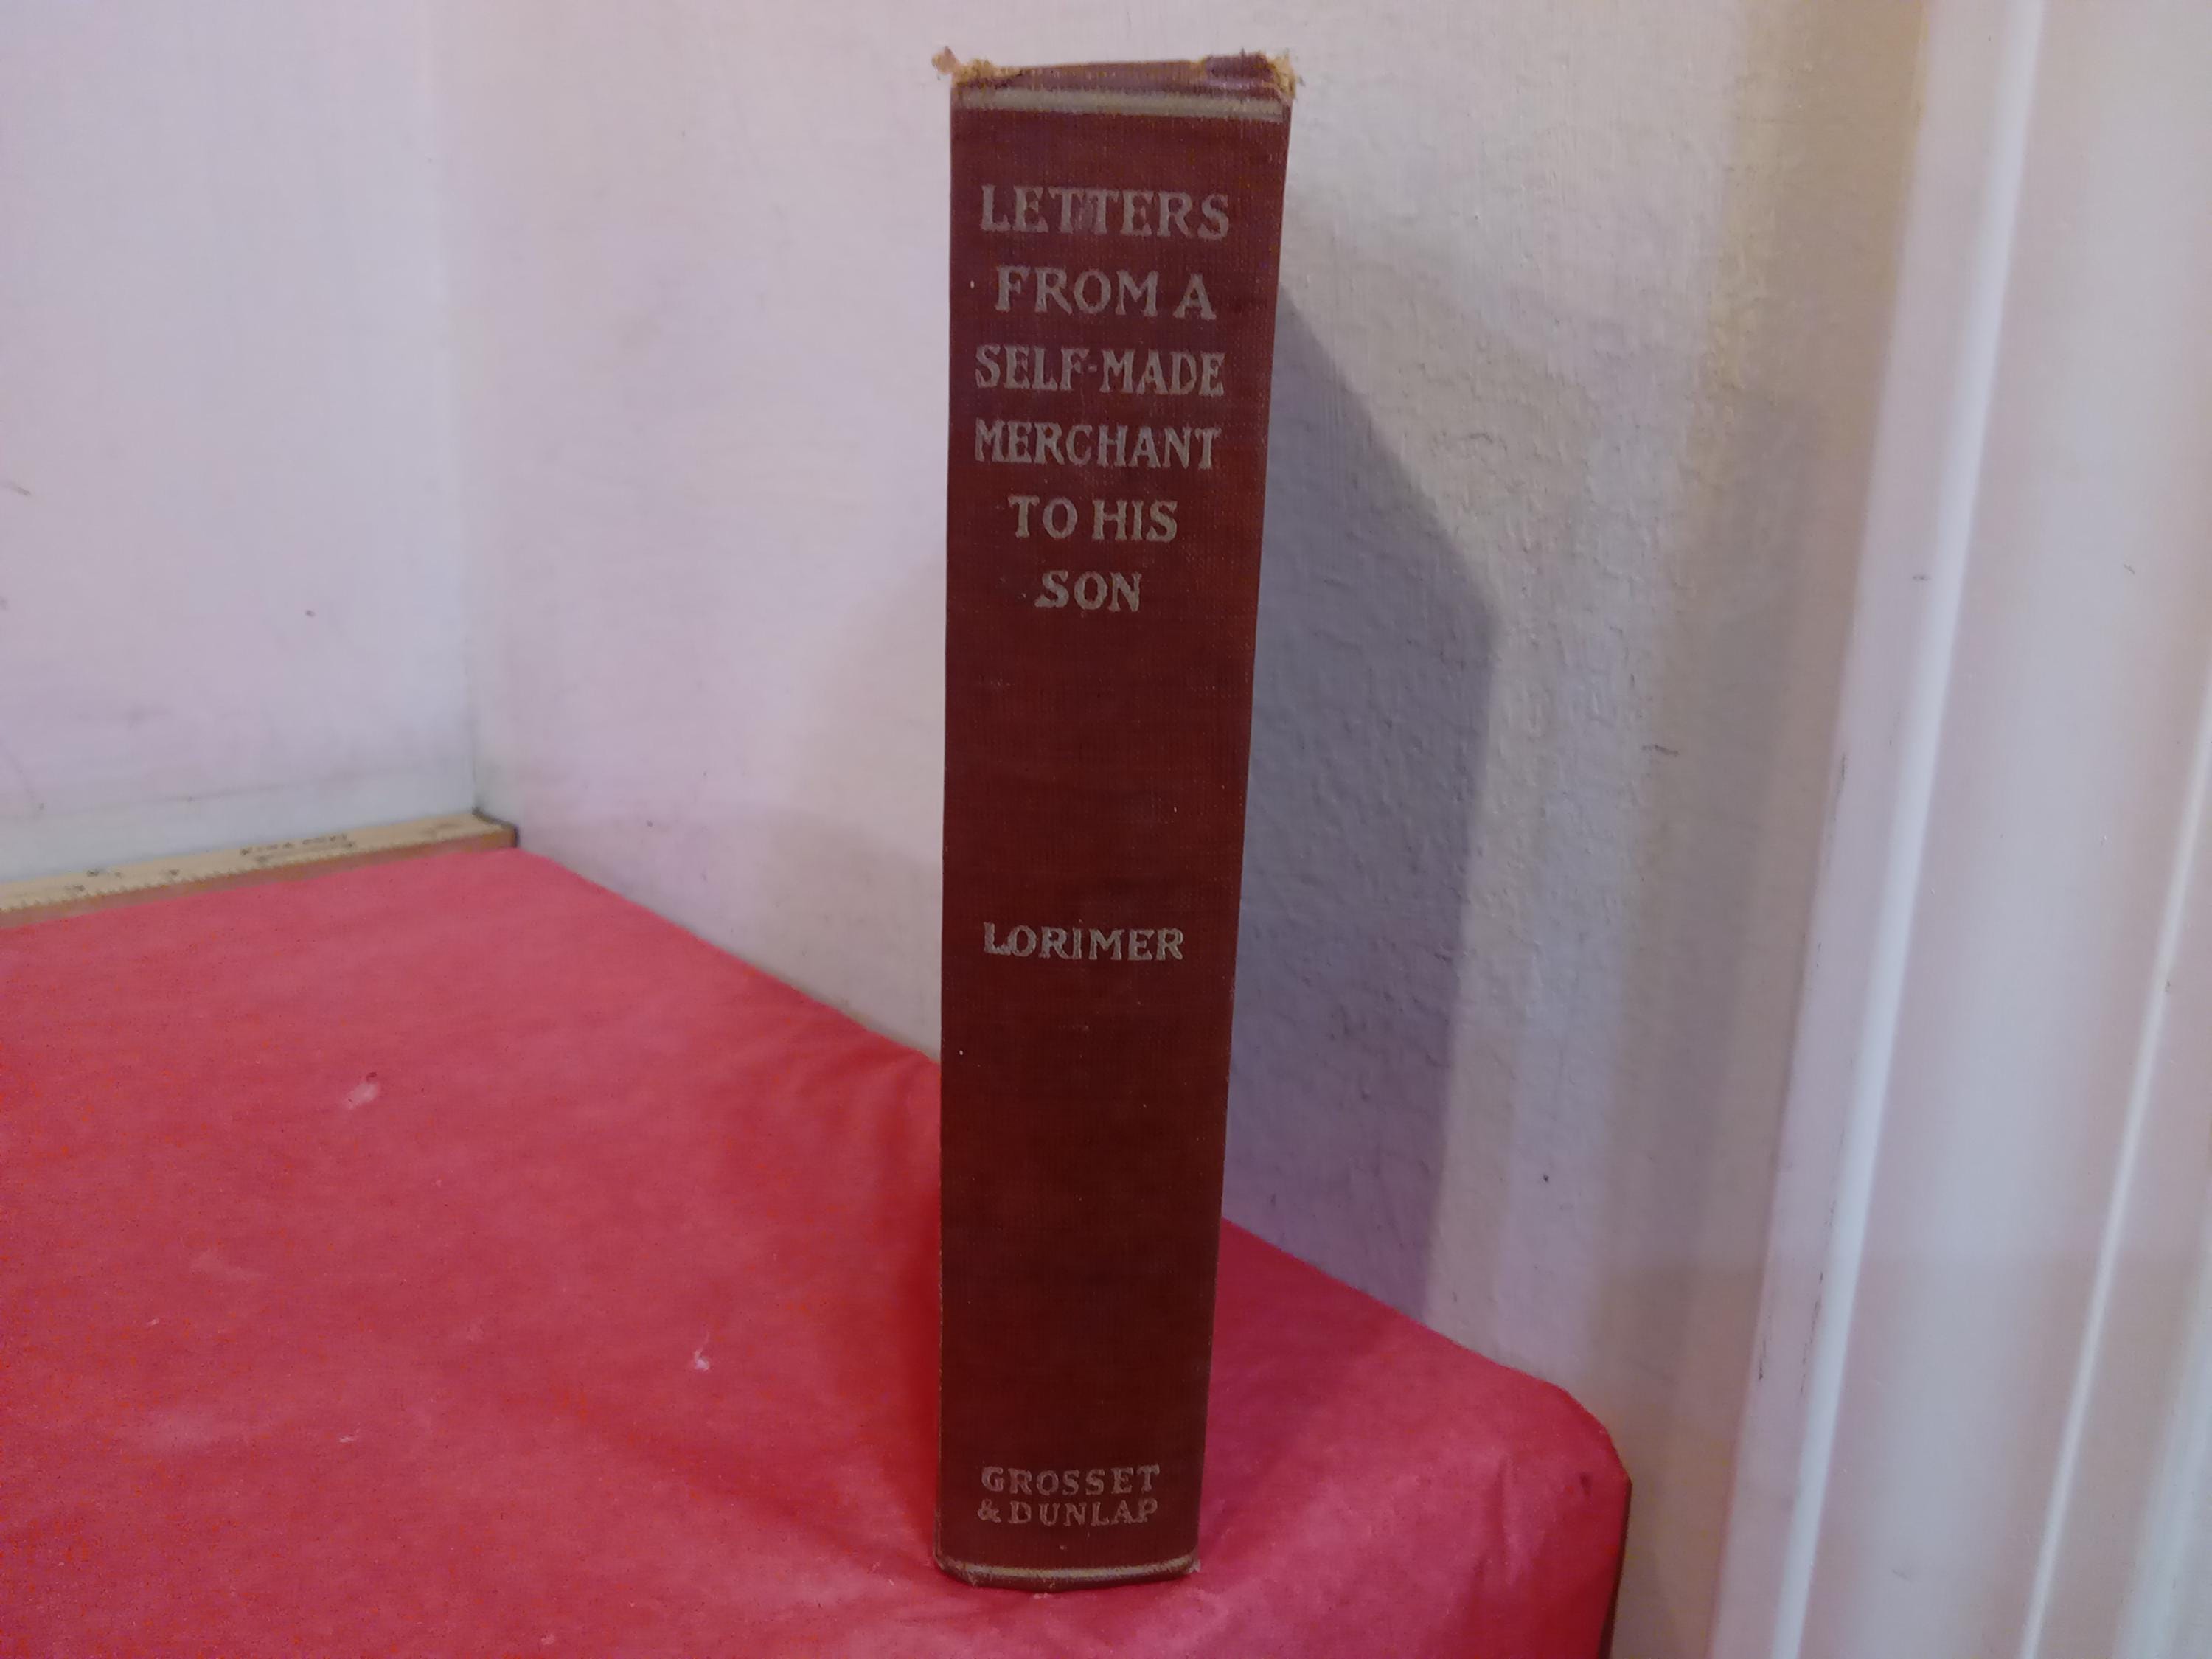 LETTERS
FROM A
SELF-MADE
MERCHANT
TO HIS
SON
LORIMER
GROSSET
& DUNLAP